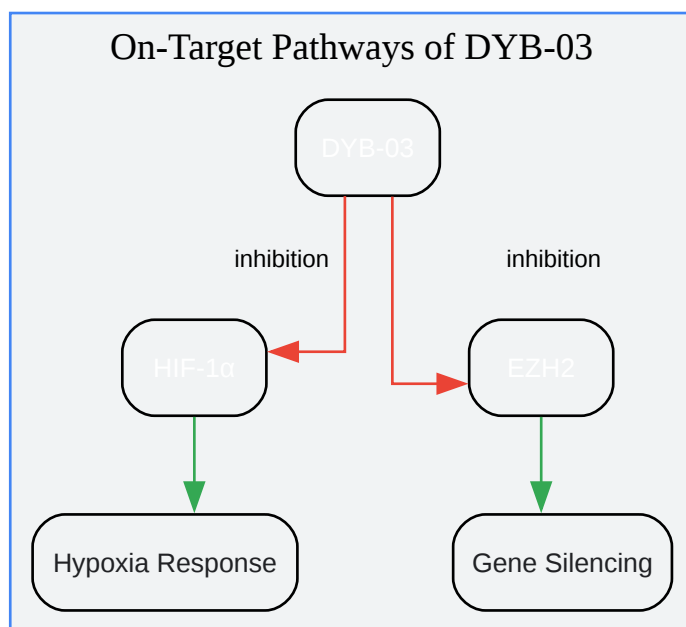 On-Target Pathways of DYB-03
DYB-03
inhibition
inhibition
HIF-1α
EZH2
Hypoxia Response
Gene Silencing